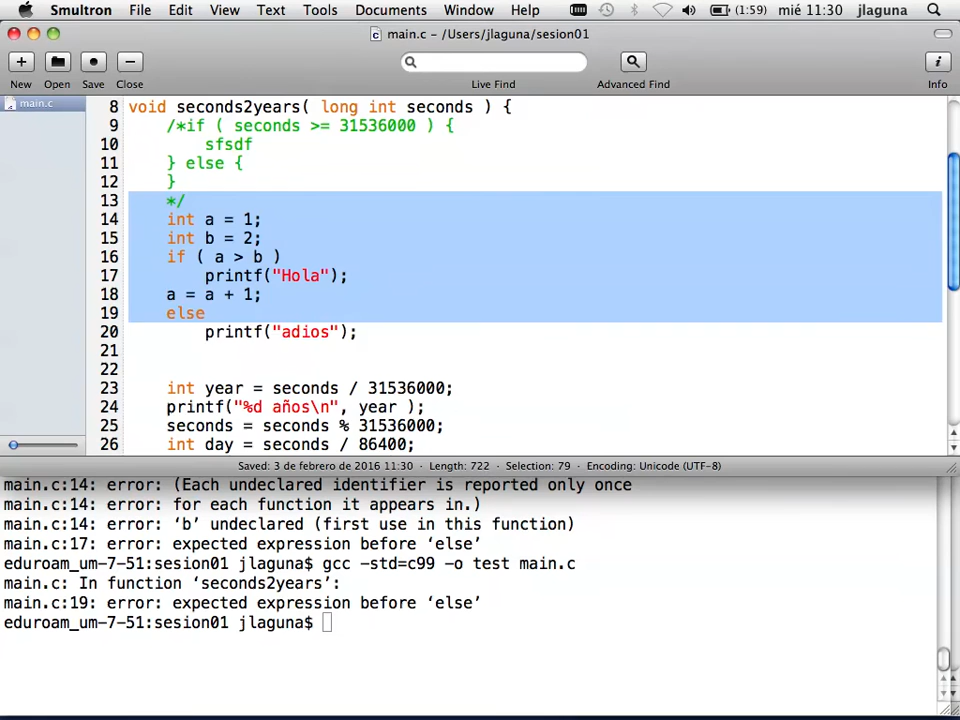 Smultron File Edit View Text Tools Documents Window Help (1:59) mié 11:30 jlaguna
main.c – /Users/jlaguna/sesion01
New Open Save Close Live Find Advanced Find Info
main.c
8 void seconds2years( long int seconds ) {
9 /*if ( seconds >= 31536000 ) {
10 sfsdf
11 } else {
12 }
13 */
14 int a = 1;
15 int b = 2;
16 if ( a > b )
17 printf("Hola");
18 a = a + 1;
19 else
20 printf("adios");
21
22
23 int year = seconds / 31536000;
24 printf("%d años\n", year );
25 seconds = seconds % 31536000;
26 int day = seconds / 86400;
Saved: 3 de febrero de 2016 11:30 · Length: 722 · Selection: 79 · Encoding: Unicode (UTF-8)
main.c:14: error: (Each undeclared identifier is reported only once
main.c:14: error: for each function it appears in.)
main.c:14: error: ‘b’ undeclared (first use in this function)
main.c:17: error: expected expression before ‘else’
eduroam_um-7-51:sesion01 jlaguna$ gcc -std=c99 -o test main.c
main.c: In function ‘seconds2years’:
main.c:19: error: expected expression before ‘else’
eduroam_um-7-51:sesion01 jlaguna$